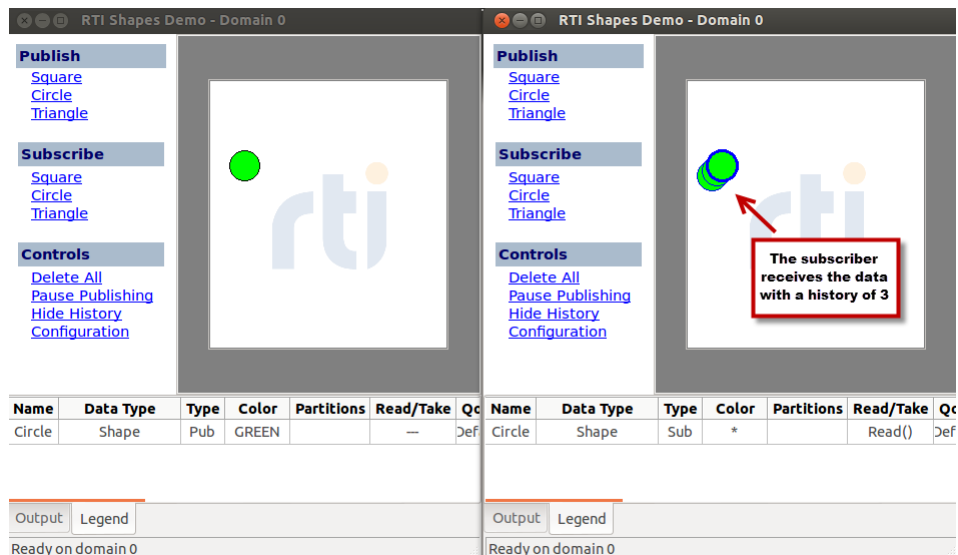 RTI Shapes Demo - Domain 0
Publish
Square
Circle
Triangle
Subscribe
Square
Circle
Triangle
Controls
Delete All
Pause Publishing
Hide History
Configuration
rti
Name Data Type Type Color Partitions Read/Take Qo
Circle Shape Pub GREEN --- Def
Output Legend
Ready on domain 0
RTI Shapes Demo - Domain 0
Publish
Square
Circle
Triangle
Subscribe
Square
Circle
Triangle
Controls
Delete All
Pause Publishing
Hide History
Configuration
rti
The subscriber
receives the data
with a history of 3
Name Data Type Type Color Partitions Read/Take Qo
Circle Shape Sub * Read() Def
Output Legend
Ready on domain 0